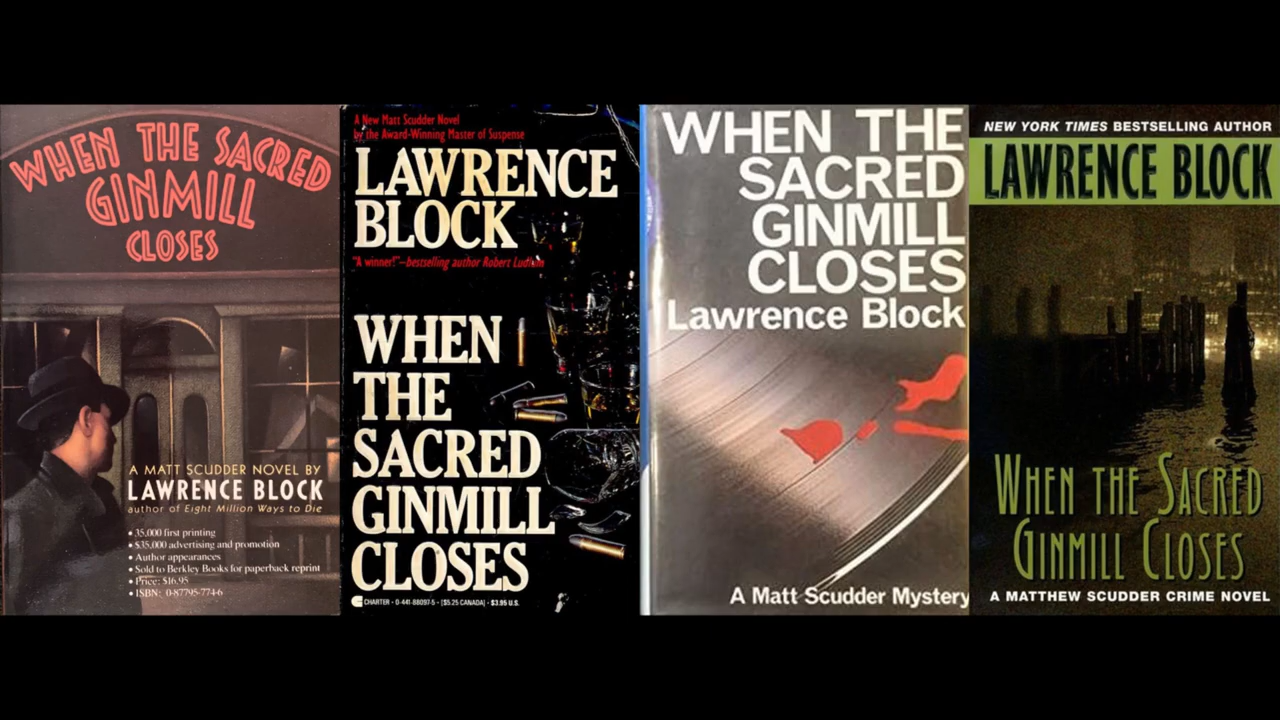 WHEN THE SACRED
GINMILL
CLOSES
A MATT SCUDDER NOVEL BY
LAWRENCE BLOCK
author of Eight Million Ways to Die
• 35,000 first printing
• $35,000 advertising and promotion
• Author appearances
• Sold to Berkley Books for paperback reprint
• Price: $16.95
• ISBN: 0-87795-774-6
A New Matt Scudder Novel
by the Award-Winning Master of Suspense
LAWRENCE
BLOCK
"A winner!"—bestselling author Robert Ludlum
WHEN
THE
SACRED
GINMILL
CLOSES
CHARTER • 0-441-88097-5 • [$5.25 CANADA] • $3.95 U.S.
WHEN THE
SACRED
GINMILL
CLOSES
Lawrence Block
A Matt Scudder Mystery
NEW YORK TIMES BESTSELLING AUTHOR
LAWRENCE BLOCK
WHEN THE SACRED
GINMILL CLOSES
A MATTHEW SCUDDER CRIME NOVEL